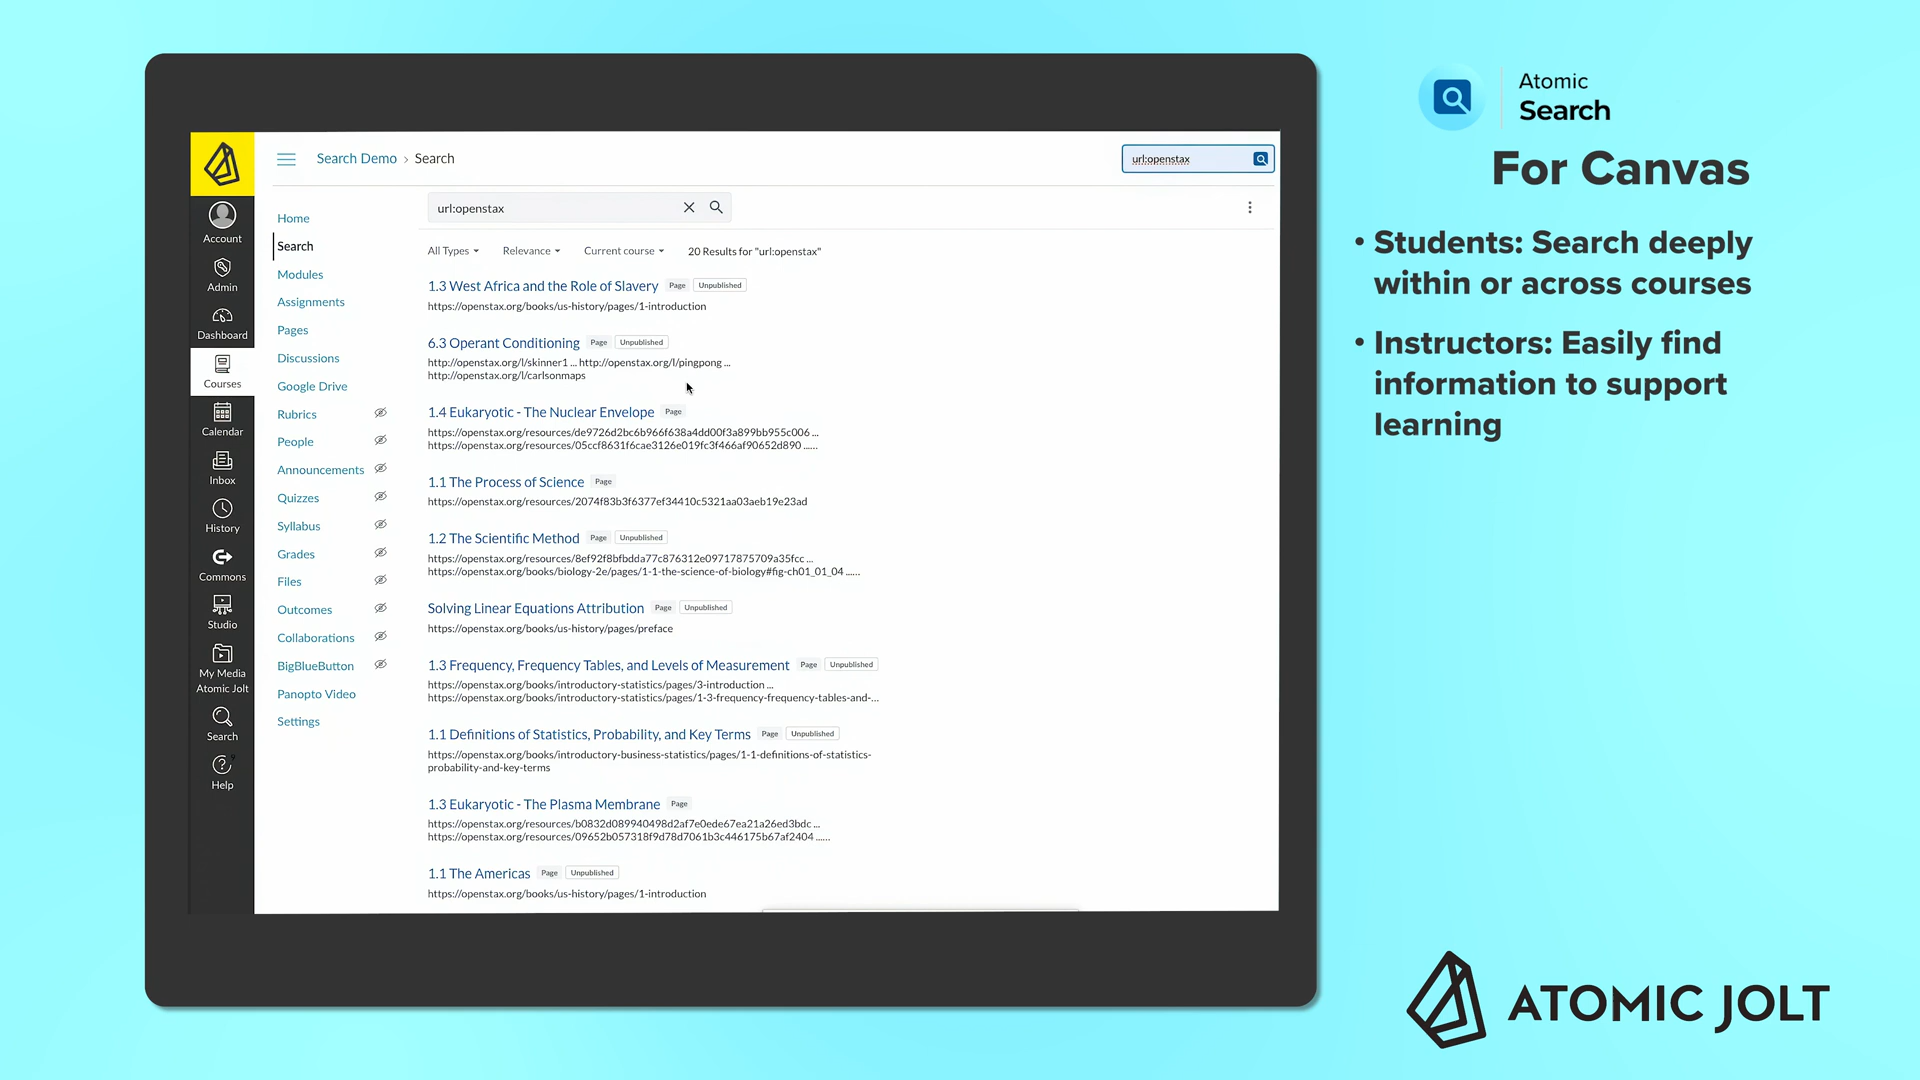 Search Demo › Search
url:openstax
Account
Admin
Dashboard
Courses
Calendar
Inbox
History
Commons
Studio
My Media
Atomic Jolt
Search
Help
Home
Search
Modules
Assignments
Pages
Discussions
Google Drive
Rubrics
People
Announcements
Quizzes
Syllabus
Grades
Files
Outcomes
Collaborations
BigBlueButton
Panopto Video
Settings
url:openstax
All Types Relevance Current course 20 Results for "url:openstax"
1.3 West Africa and the Role of Slavery Page Unpublished
https://openstax.org/books/us-history/pages/1-introduction
6.3 Operant Conditioning Page Unpublished
http://openstax.org/l/skinner1 ... http://openstax.org/l/pingpong ...
http://openstax.org/l/carlsonmaps
1.4 Eukaryotic - The Nuclear Envelope Page
https://openstax.org/resources/de9726d2bc6b966f638a4dd00f3a899bb955c006 ...
https://openstax.org/resources/05ccf8631f6cae3126e019fc3f466af90652d890 ......
1.1 The Process of Science Page
https://openstax.org/resources/2074f83b3f6377ef34410c5321aa03aeb19e23ad
1.2 The Scientific Method Page Unpublished
https://openstax.org/resources/8ef92f8bfbdda77c876312e09717875709a35fcc ...
https://openstax.org/books/biology-2e/pages/1-1-the-science-of-biology#fig-ch01_01_04 ......
Solving Linear Equations Attribution Page Unpublished
https://openstax.org/books/us-history/pages/preface
1.3 Frequency, Frequency Tables, and Levels of Measurement Page Unpublished
https://openstax.org/books/introductory-statistics/pages/3-introduction ...
https://openstax.org/books/introductory-statistics/pages/1-3-frequency-frequency-tables-and-...
1.1 Definitions of Statistics, Probability, and Key Terms Page Unpublished
https://openstax.org/books/introductory-business-statistics/pages/1-1-definitions-of-statistics-
probability-and-key-terms
1.3 Eukaryotic - The Plasma Membrane Page
https://openstax.org/resources/b0832d089940498d2af7e0ede67ea21a26ed3bdc ...
https://openstax.org/resources/09652b057318f9d78d7061b3c446175b67af2404 ......
1.1 The Americas Page Unpublished
https://openstax.org/books/us-history/pages/1-introduction
Atomic
Search
For Canvas
• Students: Search deeply
within or across courses
• Instructors: Easily find
information to support
learning
ATOMIC JOLT